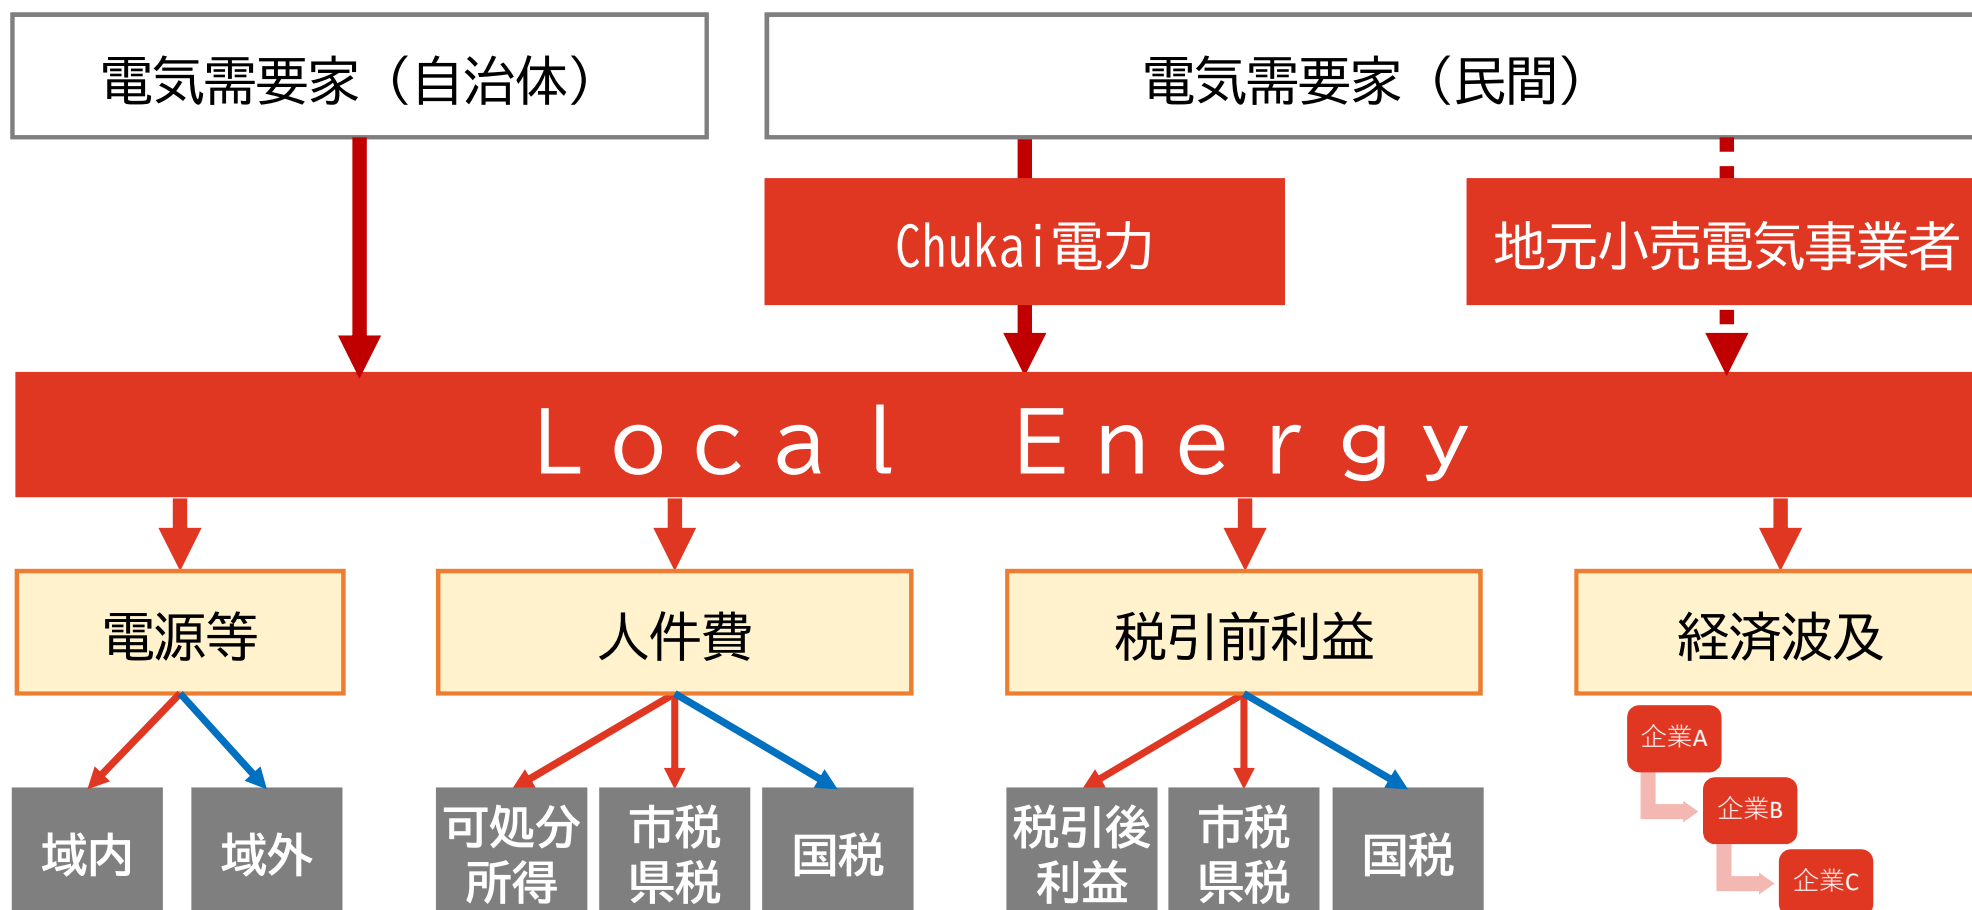 電気需要家（自治体）
電気需要家（民間）
Chukai電力
地元小売電気事業者
Ｌｏｃａｌ　Ｅｎｅｒｇｙ
電源等
人件費
税引前利益
経済波及
域内
域外
可処分
所得
市税
県税
国税
税引後
利益
市税
県税
国税
企業A
企業B
企業C